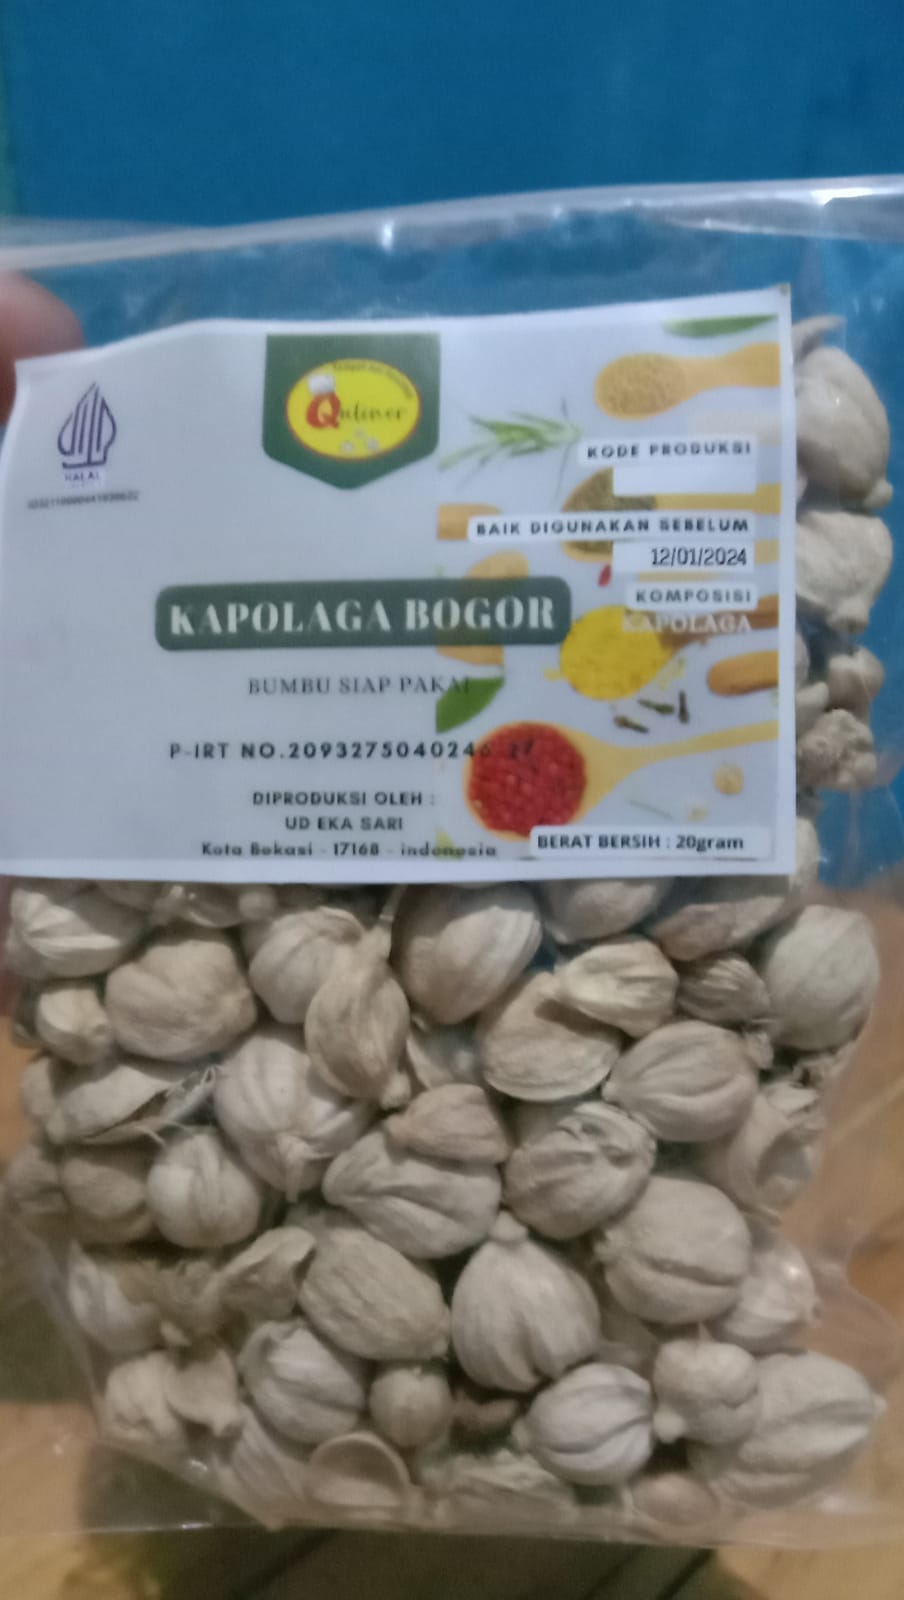 Quliner
HALAL
KODE PRODUKSI
BAIK DIGUNAKAN SEBELUM
12/01/2024
KOMPOSISI
KAPOLAGA
KAPOLAGA BOGOR
BUMBU SIAP PAKAI
P-IRT NO.2093275040246
DIPRODUKSI OLEH :
UD EKA SARI
Kota Bekasi - 17168 - indonesia
BERAT BERSIH : 20gram